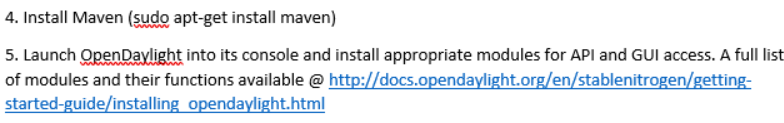 4. Install Maven (sudo apt-get install maven)
5. Launch OpenDaylight into its console and install appropriate modules for API and GUI access. A full list
of modules and their functions available @ http://docs.opendaylight.org/en/stablenitrogen/getting-
started-guide/installing_opendaylight.html